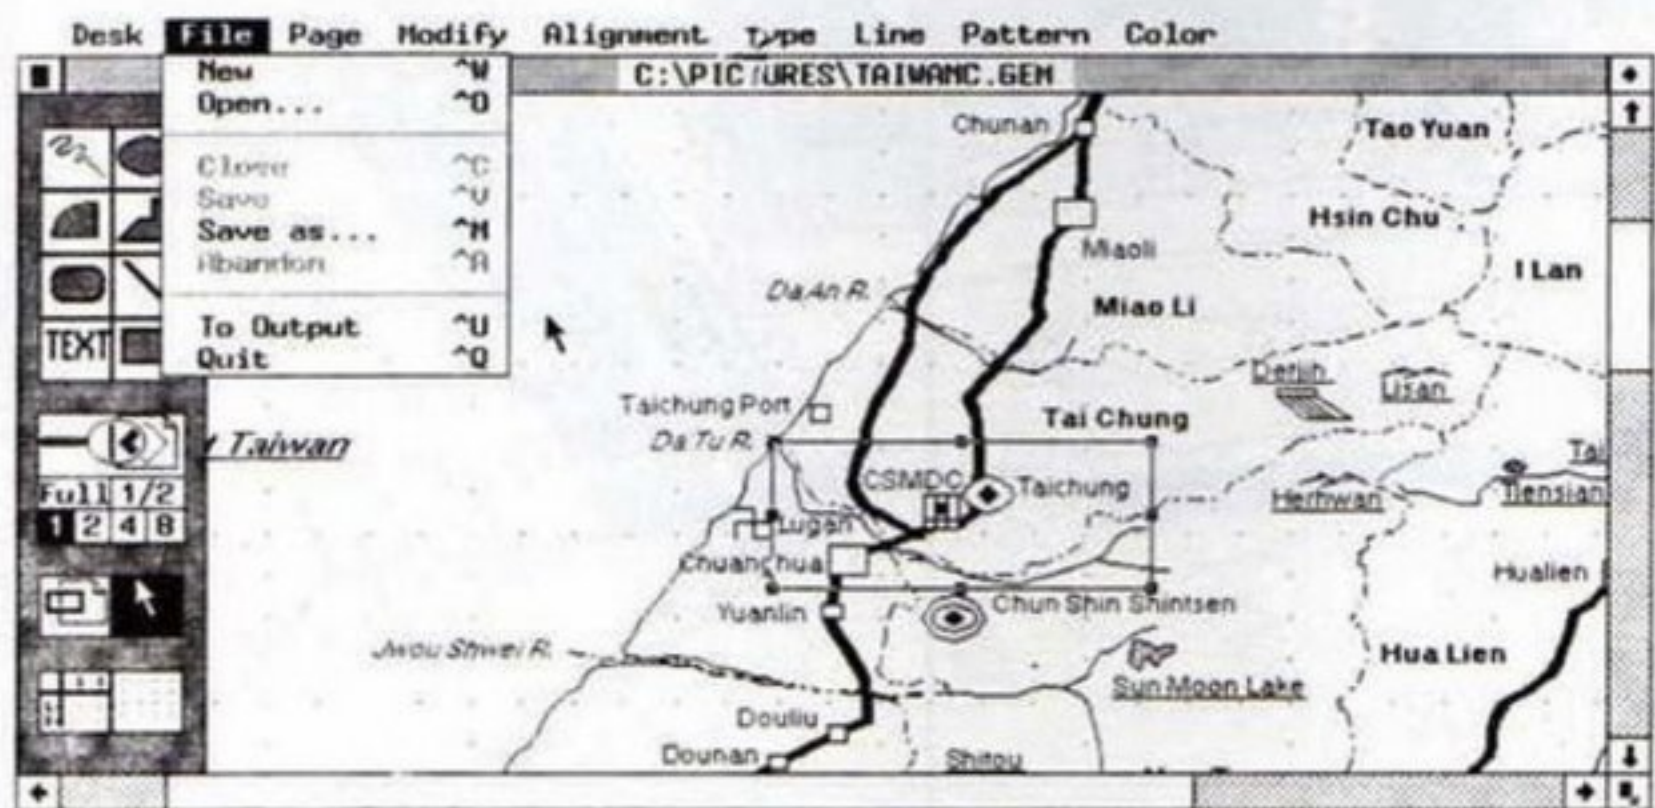 Desk File Page Modify Alignment Type Line Pattern Color
C:\PICTURES\TAIWANC.GEM
New ^W
Open... ^O
Close ^C
Save ^V
Save as... ^M
Abandon ^A
To Output ^U
Quit ^Q
TEXT
Full 1/2
1 2 4 8
Taiwan
Chunan
Tao Yuan
Hsin Chu
Miaoli
I Lan
Da An R.
Miao Li
Derjih
Lisan
Taichung Port
Tai Chung
Da Tu R.
Tai
CSMDC
Taichung
Herhwan
Tiensian
Lugan
Chuanghua
Hualien
Yuanlin
Chun Shin Shintsen
Jwou Shwei R.
Hua Lien
Sun Moon Lake
Douliu
Dounan
Shitou